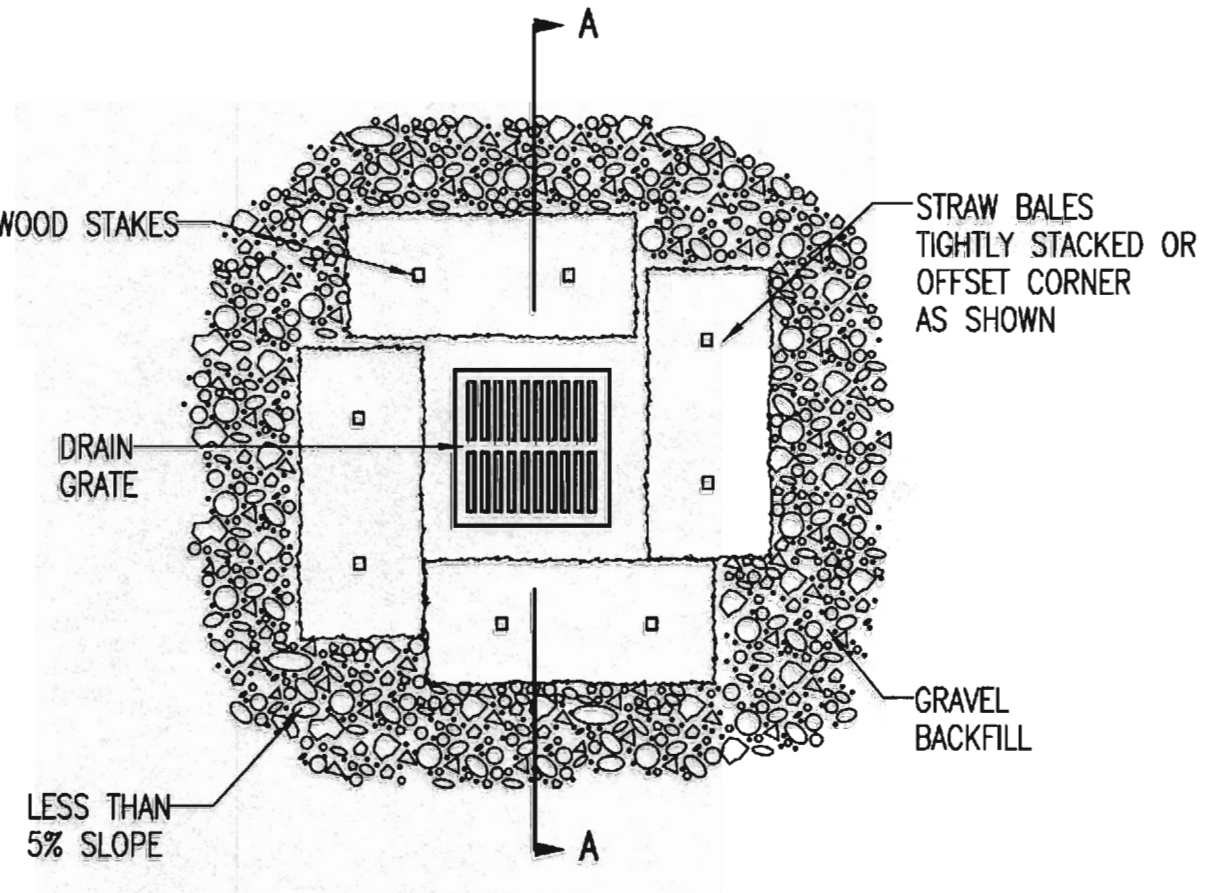 A
WOOD STAKES
STRAW BALES
TIGHTLY STACKED OR
OFFSET CORNER
AS SHOWN
DRAIN
GRATE
GRAVEL
BACKFILL
LESS THAN
5% SLOPE
A